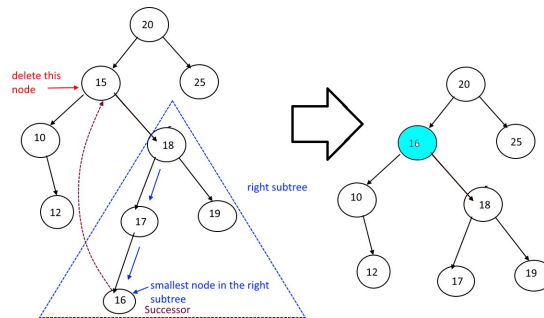 20
delete this
node
15
25
10
18
right subtree
12
17
19
16
smallest node in the right
subtree
Successor
20
16
25
10
18
12
17
19